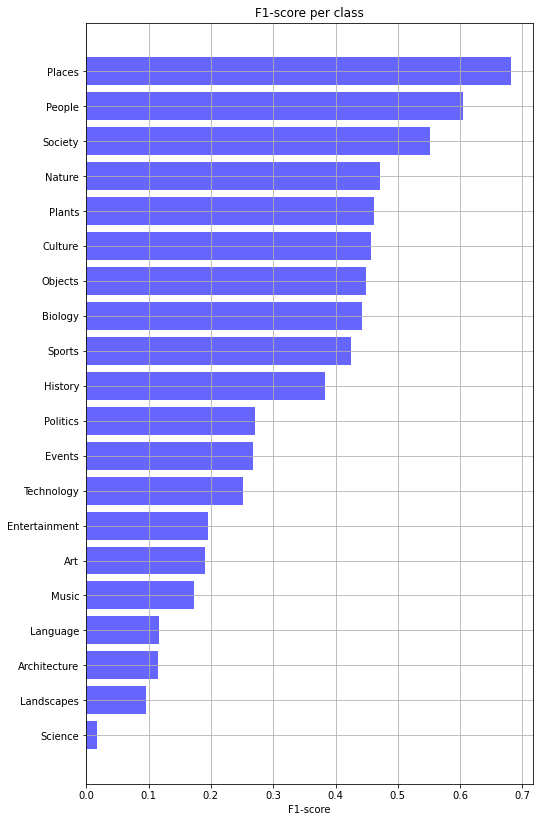 F1-score per class
Places
People
Society
Nature
Plants
Culture
Objects
Biology
Sports
History
Politics
Events
Technology
Entertainment
Art
Music
Language
Architecture
Landscapes
Science
0.0 0.1 0.2 0.3 0.4 0.5 0.6 0.7
F1-score